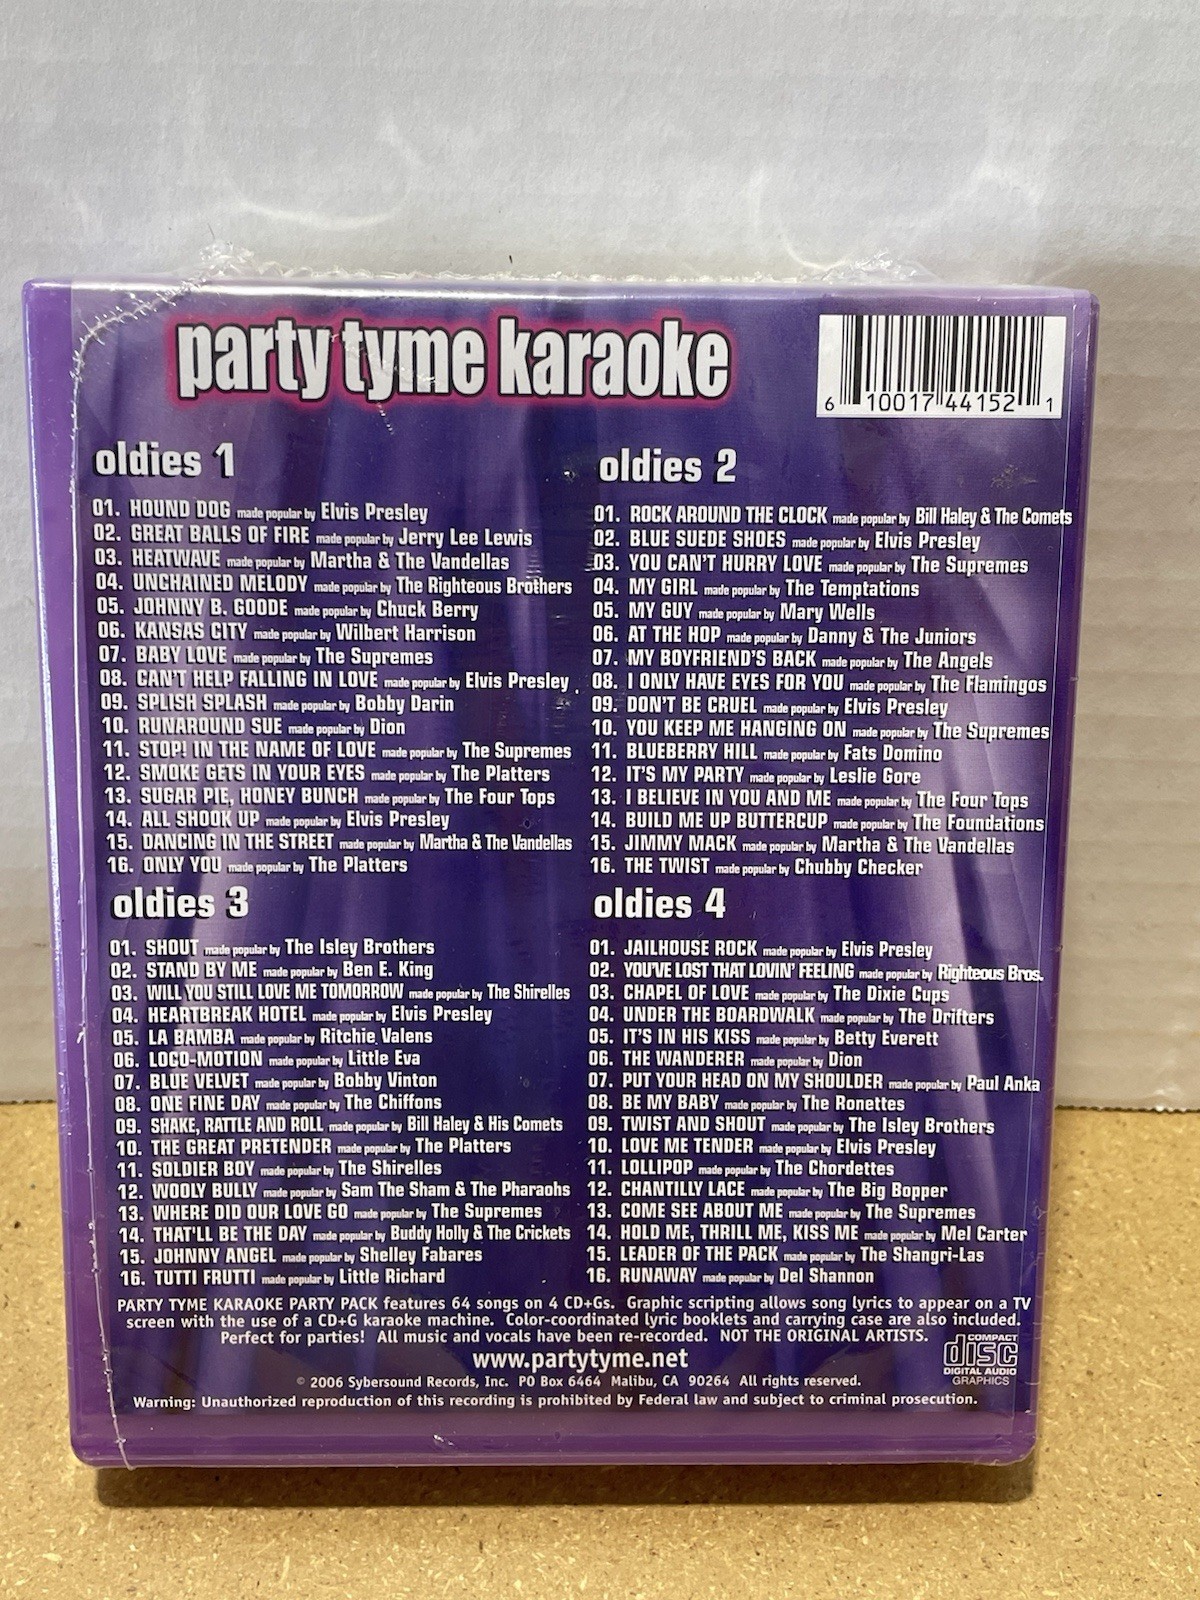 party tyme karaoke
6 10017 44152 1
oldies 1
01. HOUND DOG made popular by Elvis Presley
02. GREAT BALLS OF FIRE made popular by Jerry Lee Lewis
03. HEATWAVE made popular by Martha & The Vandellas
04. UNCHAINED MELODY made popular by The Righteous Brothers
05. JOHNNY B. GOODE made popular by Chuck Berry
06. KANSAS CITY made popular by Wilbert Harrison
07. BABY LOVE made popular by The Supremes
08. CAN'T HELP FALLING IN LOVE made popular by Elvis Presley
09. SPLISH SPLASH made popular by Bobby Darin
10. RUNAROUND SUE made popular by Dion
11. STOP! IN THE NAME OF LOVE made popular by The Supremes
12. SMOKE GETS IN YOUR EYES made popular by The Platters
13. SUGAR PIE, HONEY BUNCH made popular by The Four Tops
14. ALL SHOOK UP made popular by Elvis Presley
15. DANCING IN THE STREET made popular by Martha & The Vandellas
16. ONLY YOU made popular by The Platters
oldies 2
01. ROCK AROUND THE CLOCK made popular by Bill Haley & The Comets
02. BLUE SUEDE SHOES made popular by Elvis Presley
03. YOU CAN'T HURRY LOVE made popular by The Supremes
04. MY GIRL made popular by The Temptations
05. MY GUY made popular by Mary Wells
06. AT THE HOP made popular by Danny & The Juniors
07. MY BOYFRIEND'S BACK made popular by The Angels
08. I ONLY HAVE EYES FOR YOU made popular by The Flamingos
09. DON'T BE CRUEL made popular by Elvis Presley
10. YOU KEEP ME HANGING ON made popular by The Supremes
11. BLUEBERRY HILL made popular by Fats Domino
12. IT'S MY PARTY made popular by Leslie Gore
13. I BELIEVE IN YOU AND ME made popular by The Four Tops
14. BUILD ME UP BUTTERCUP made popular by The Foundations
15. JIMMY MACK made popular by Martha & The Vandellas
16. THE TWIST made popular by Chubby Checker
oldies 3
01. SHOUT made popular by The Isley Brothers
02. STAND BY ME made popular by Ben E. King
03. WILL YOU STILL LOVE ME TOMORROW made popular by The Shirelles
04. HEARTBREAK HOTEL made popular by Elvis Presley
05. LA BAMBA made popular by Ritchie Valens
06. LOCO-MOTION made popular by Little Eva
07. BLUE VELVET made popular by Bobby Vinton
08. ONE FINE DAY made popular by The Chiffons
09. SHAKE, RATTLE AND ROLL made popular by Bill Haley & His Comets
10. THE GREAT PRETENDER made popular by The Platters
11. SOLDIER BOY made popular by The Shirelles
12. WOOLY BULLY made popular by Sam The Sham & The Pharaohs
13. WHERE DID OUR LOVE GO made popular by The Supremes
14. THAT'LL BE THE DAY made popular by Buddy Holly & The Crickets
15. JOHNNY ANGEL made popular by Shelley Fabares
16. TUTTI FRUTTI made popular by Little Richard
oldies 4
01. JAILHOUSE ROCK made popular by Elvis Presley
02. YOU'VE LOST THAT LOVIN' FEELING made popular by Righteous Bros.
03. CHAPEL OF LOVE made popular by The Dixie Cups
04. UNDER THE BOARDWALK made popular by The Drifters
05. IT'S IN HIS KISS made popular by Betty Everett
06. THE WANDERER made popular by Dion
07. PUT YOUR HEAD ON MY SHOULDER made popular by Paul Anka
08. BE MY BABY made popular by The Ronettes
09. TWIST AND SHOUT made popular by The Isley Brothers
10. LOVE ME TENDER made popular by Elvis Presley
11. LOLLIPOP made popular by The Chordettes
12. CHANTILLY LACE made popular by The Big Bopper
13. COME SEE ABOUT ME made popular by The Supremes
14. HOLD ME, THRILL ME, KISS ME made popular by Mel Carter
15. LEADER OF THE PACK made popular by The Shangri-Las
16. RUNAWAY made popular by Del Shannon
PARTY TYME KARAOKE PARTY PACK features 64 songs on 4 CD+Gs. Graphic scripting allows song lyrics to appear on a TV
screen with the use of a CD+G karaoke machine. Color-coordinated lyric booklets and carrying case are also included.
Perfect for parties! All music and vocals have been re-recorded. NOT THE ORIGINAL ARTISTS.
www.partytyme.net
© 2006 Sybersound Records, Inc. PO Box 6464 Malibu, CA 90264 All rights reserved.
Warning: Unauthorized reproduction of this recording is prohibited by Federal law and subject to criminal prosecution.
COMPACT
disc
DIGITAL AUDIO
GRAPHICS